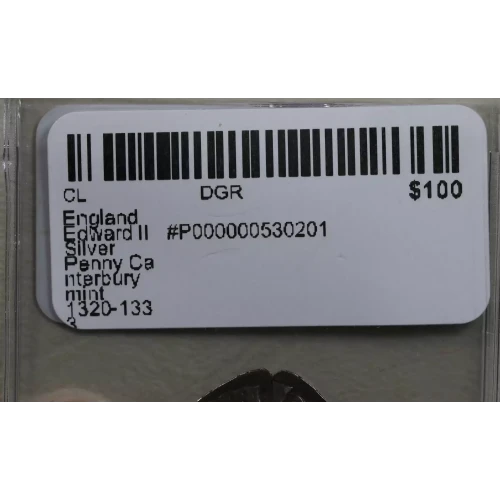 CL DGR $100
England
Edward II #P000000530201
Silver
Penny Ca
nterbury
mint
1320-133
3